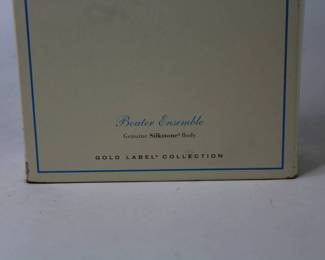 Boater Ensemble
Genuine Silkstone® Body
GOLD LABEL® COLLECTION